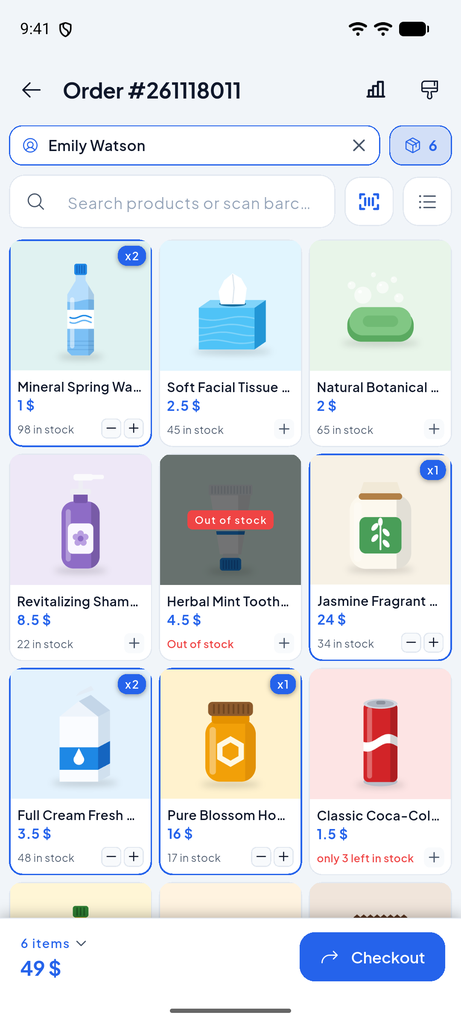 9:41
Order #261118011
Emily Watson
6
Search products or scan barc...
x2
Mineral Spring Wa...
1 $
98 in stock
Soft Facial Tissue ...
2.5 $
45 in stock
Natural Botanical ...
2 $
65 in stock
Revitalizing Sham...
8.5 $
22 in stock
Out of stock
Herbal Mint Tooth...
4.5 $
Out of stock
x1
Jasmine Fragrant ...
24 $
34 in stock
x2
Full Cream Fresh ...
3.5 $
48 in stock
x1
Pure Blossom Ho...
16 $
17 in stock
Classic Coca-Col...
1.5 $
only 3 left in stock
6 items
49 $
Checkout